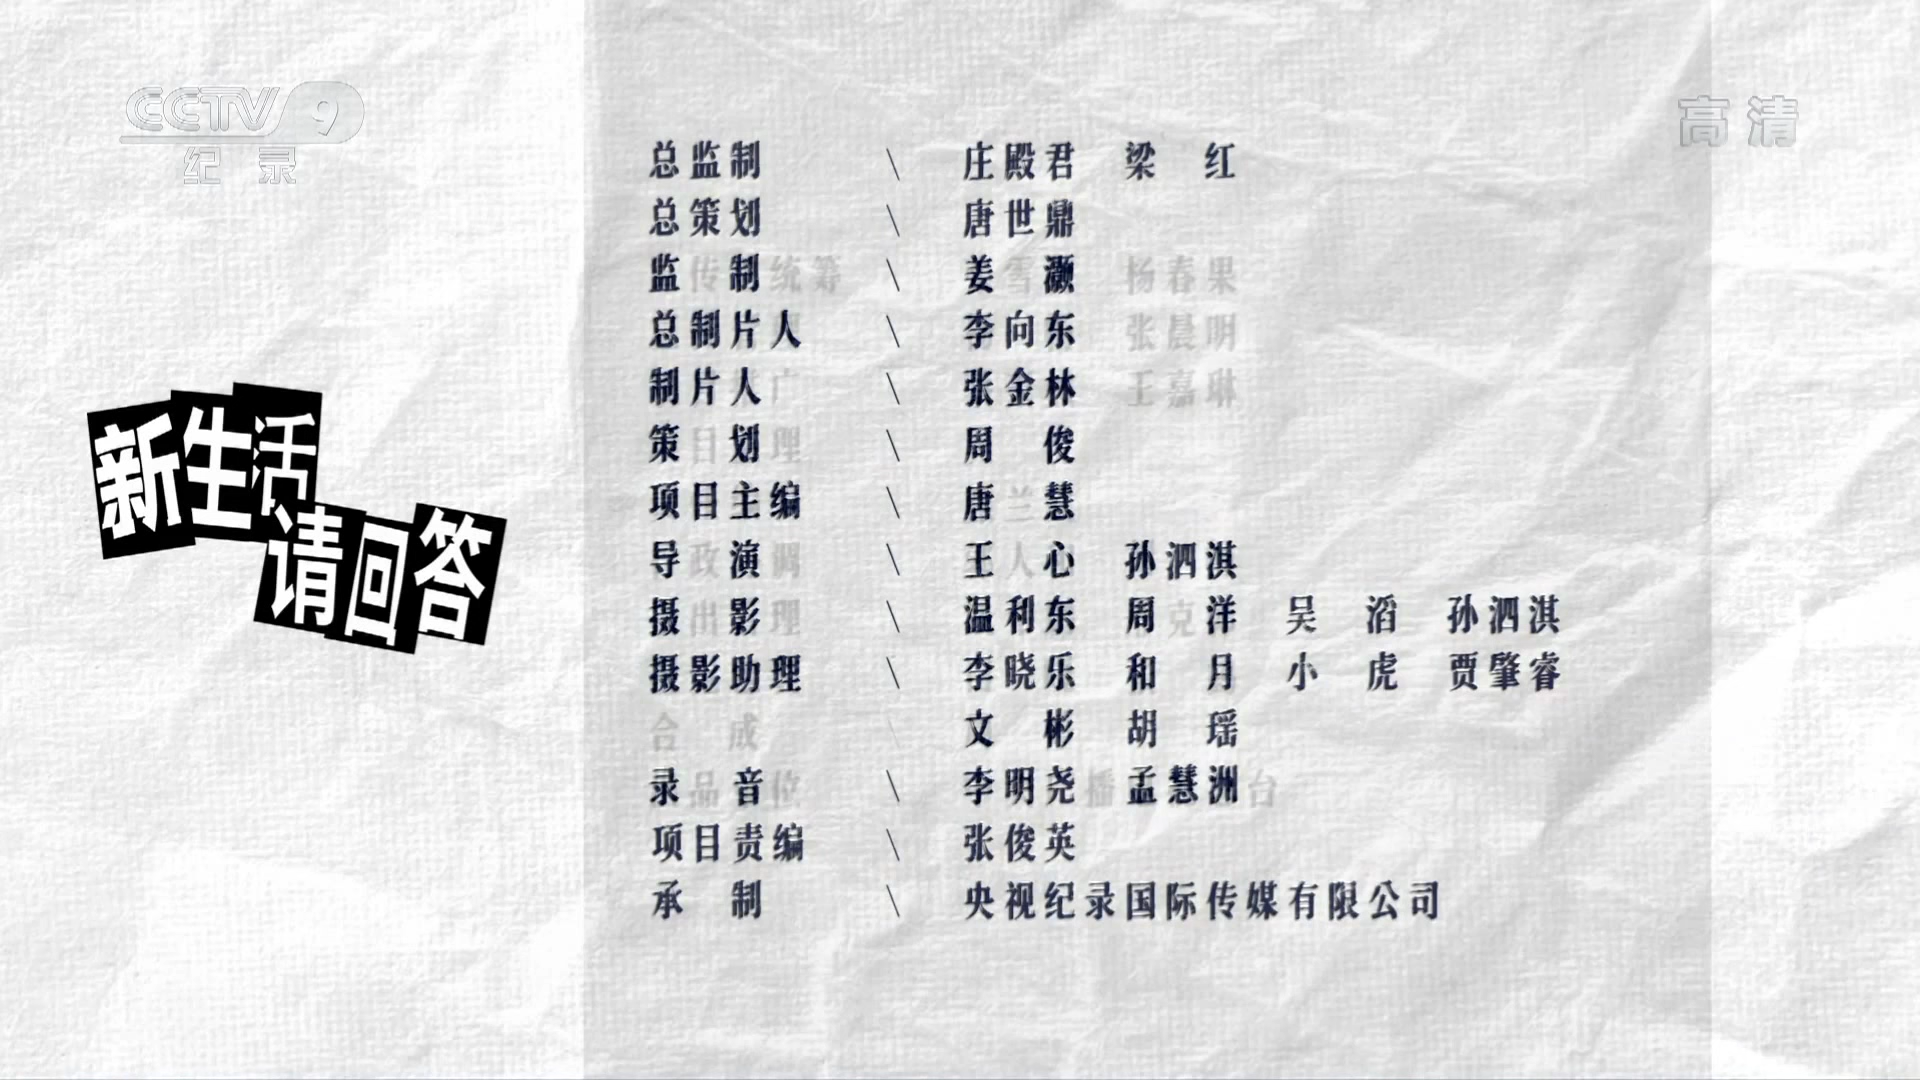 CCTV 9
纪录
高清
新生活
请回答
总监制 \ 庄殿君 梁红
总策划 \ 唐世鼎
监制 \ 姜灏
总制片人 \ 李向东
制片人 \ 张金林
策划 \ 周俊
项目主编 \ 唐慧
导演 \ 王心 孙泗淇
摄影 \ 温利东 周洋 吴滔 孙泗淇
摄影助理 \ 李晓乐 和月 小虎 贾肇睿
文彬 胡瑶
录音 \ 李明尧 孟慧洲
项目责编 \ 张俊英
承制 \ 央视纪录国际传媒有限公司